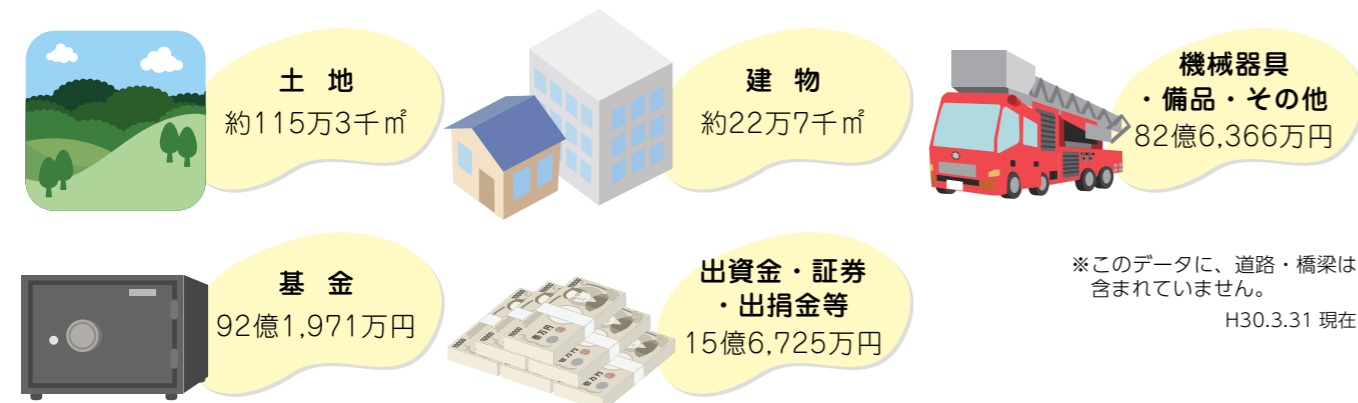 土 地
約115万3千㎡
建 物
約22万7千㎡
機械器具
・備品・その他
82億6,366万円
基 金
92億1,971万円
出資金・証券
・出捐金等
15億6,725万円
※このデータに、道路・橋梁は
含まれていません。
H30.3.31 現在